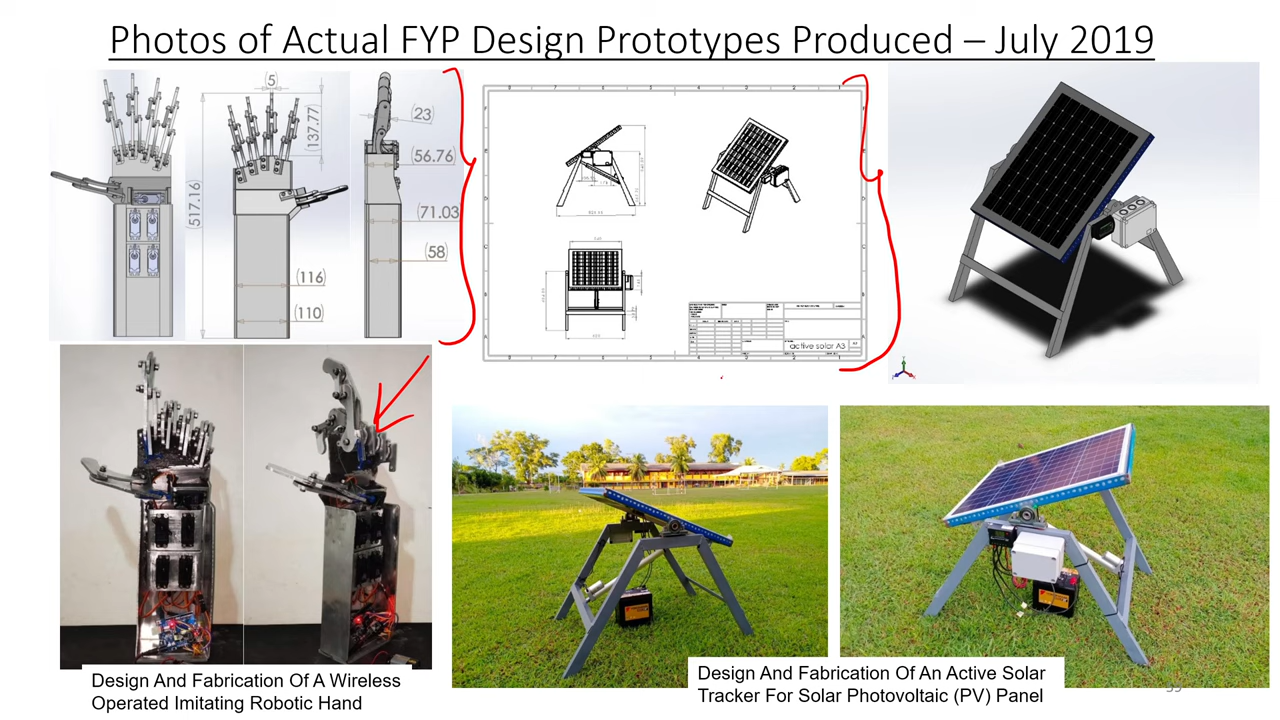 Photos of Actual FYP Design Prototypes Produced – July 2019
(5)
(137.77)
(517.16)
(23)
(56.76)
(71.03)
(58)
(116)
(110)
active solar A3
Design And Fabrication Of A Wireless
Operated Imitating Robotic Hand
Design And Fabrication Of An Active Solar
Tracker For Solar Photovoltaic (PV) Panel